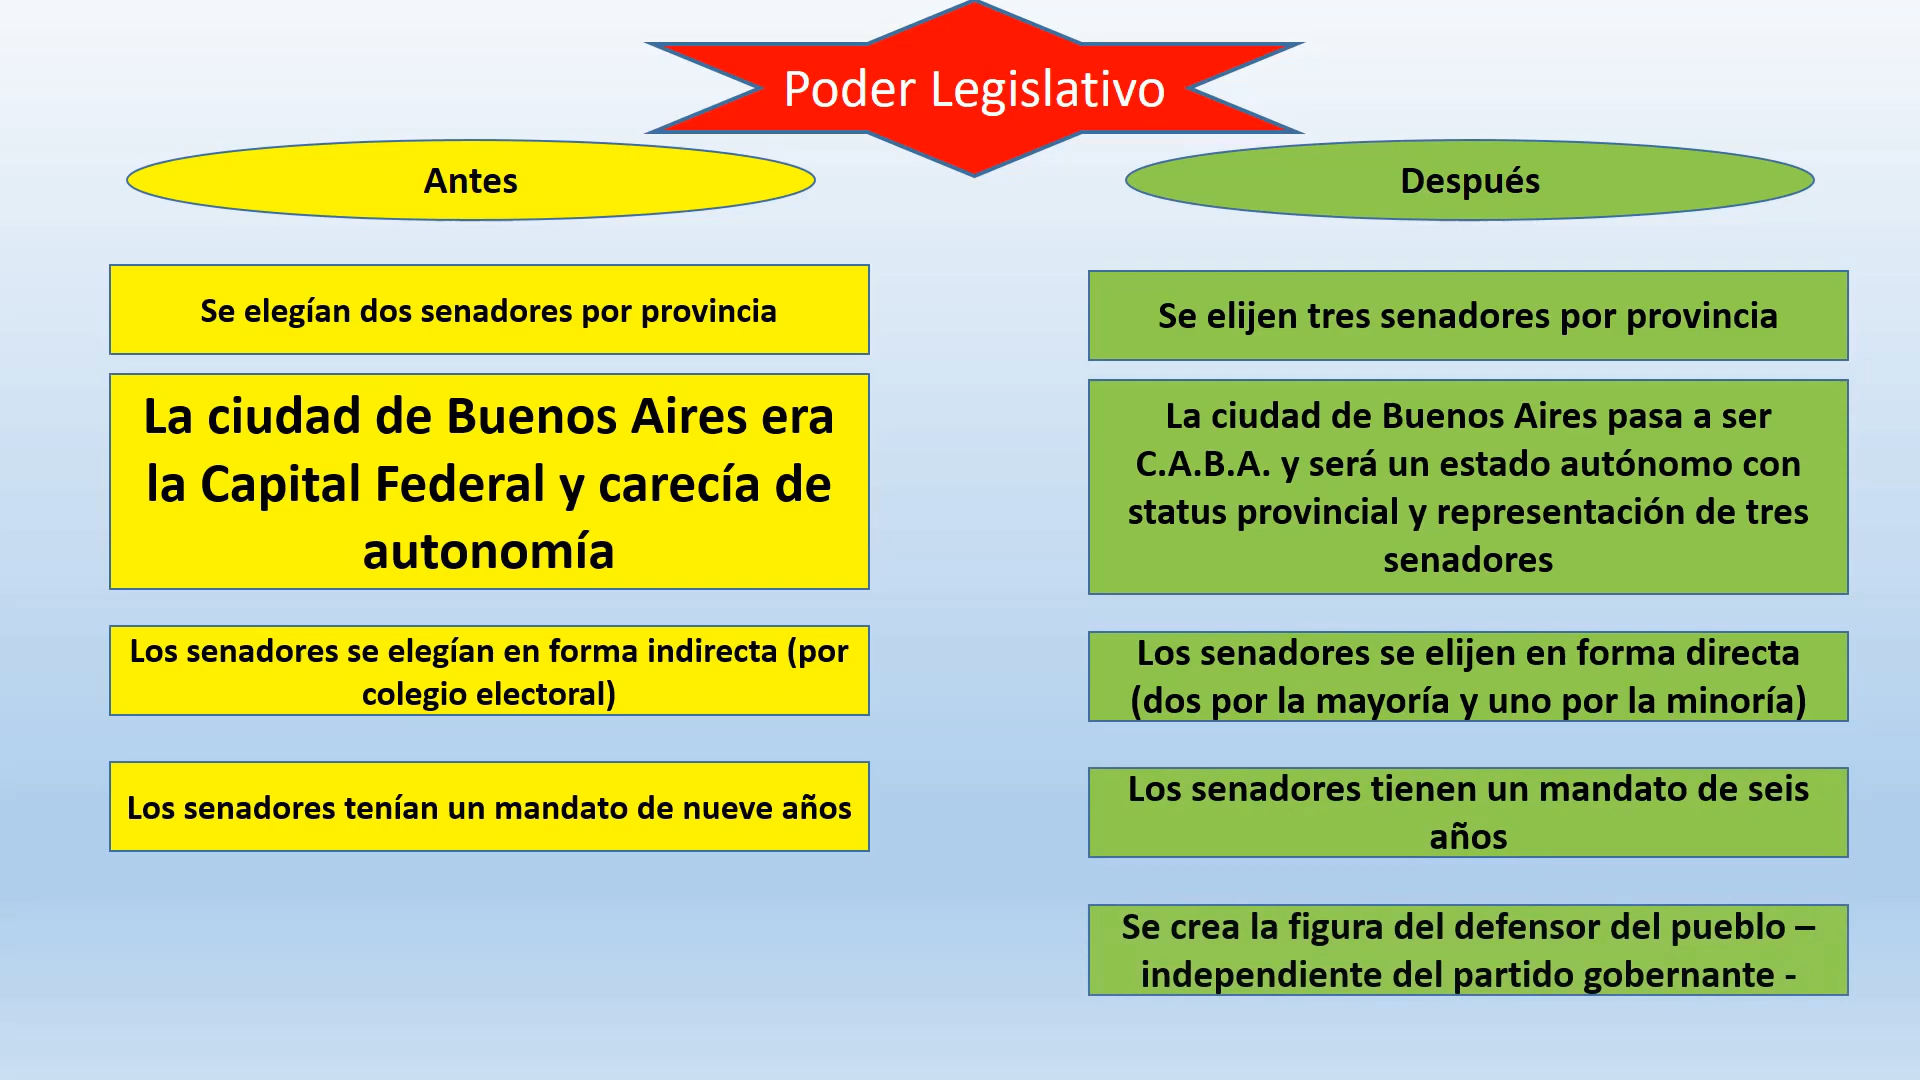 Poder Legislativo
Antes
Después
Se elegían dos senadores por provincia
La ciudad de Buenos Aires era
la Capital Federal y carecía de
autonomía
Los senadores se elegían en forma indirecta (por
colegio electoral)
Los senadores tenían un mandato de nueve años
Se elijen tres senadores por provincia
La ciudad de Buenos Aires pasa a ser
C.A.B.A. y será un estado autónomo con
status provincial y representación de tres
senadores
Los senadores se elijen en forma directa
(dos por la mayoría y uno por la minoría)
Los senadores tienen un mandato de seis
años
Se crea la figura del defensor del pueblo –
independiente del partido gobernante -